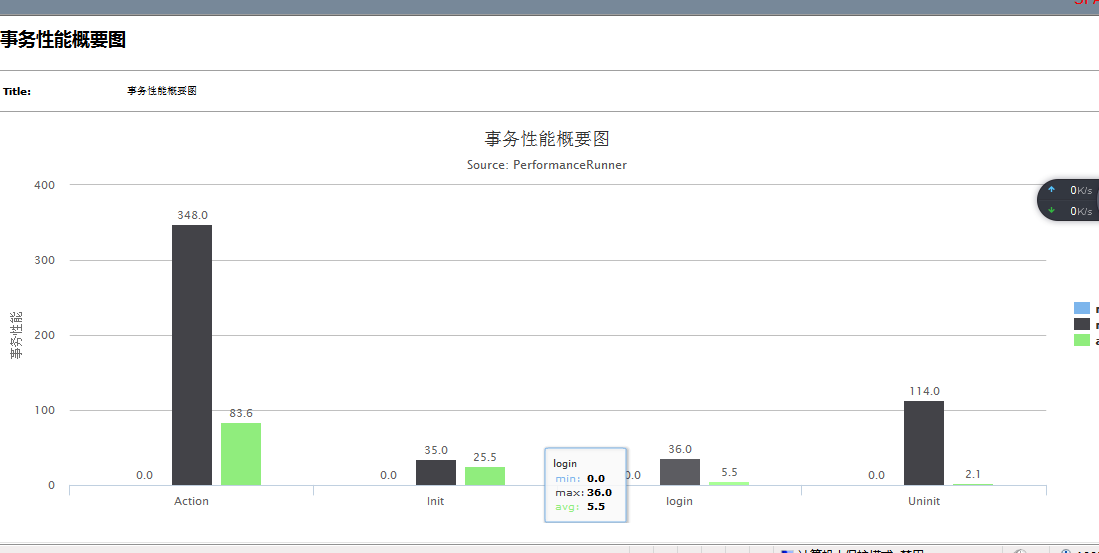 事务性能概要图
Title: 事务性能概要图
事务性能概要图
Source: PerformanceRunner
事务性能
400
300
200
100
0
0.0 348.0 83.6
0.0 35.0 25.5
0.0 36.0 5.5
0.0 114.0 2.1
Action Init login Uninit
login
min: 0.0
max: 36.0
avg: 5.5
0K/s
0K/s